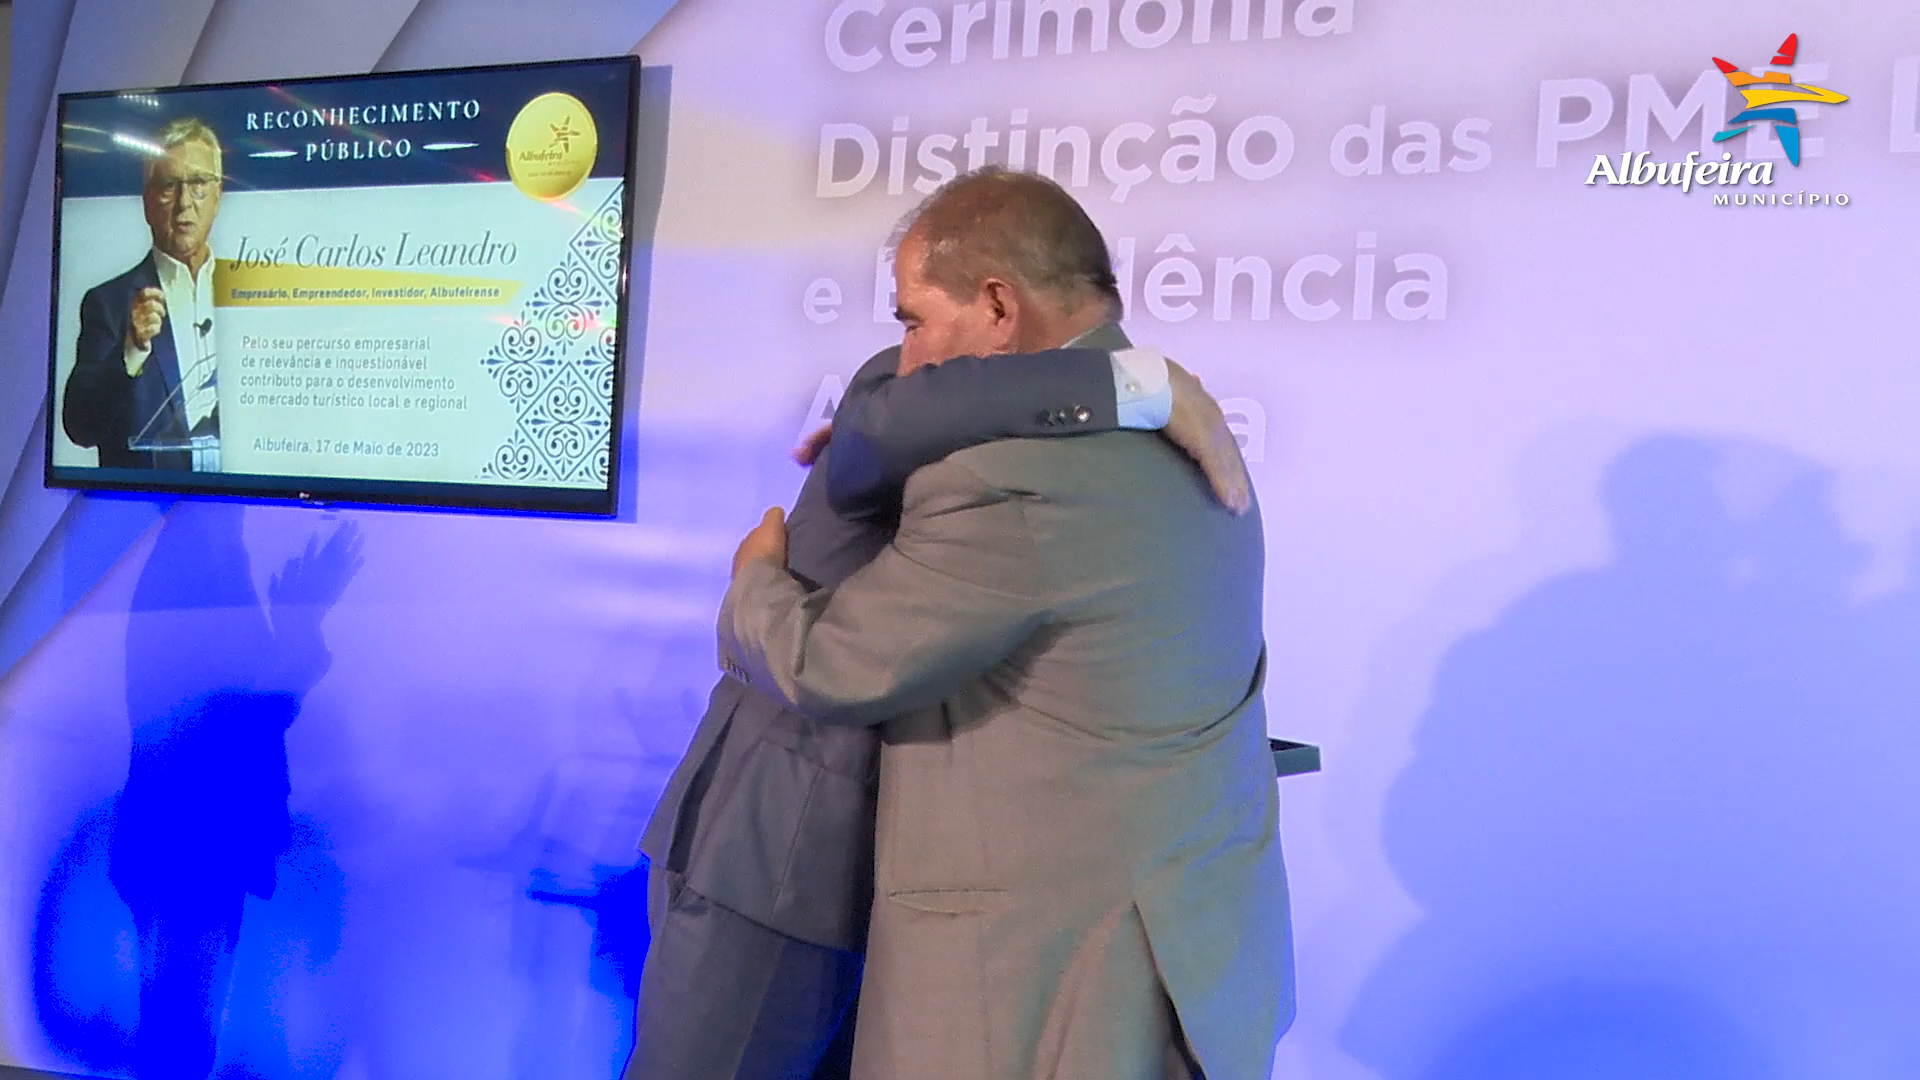 RECONHECIMENTO
PÚBLICO
Albufeira
José Carlos Leandro
Empresário, Empreendedor, Investidor, Albufeirense
Pelo seu percurso empresarial
de relevância e inquestionável
contributo para o desenvolvimento
do mercado turístico local e regional
Albufeira, 17 de Maio de 2023
Cerimónia
Distinção das PME L
e E dência
A a
Albufeira
MUNICÍPIO